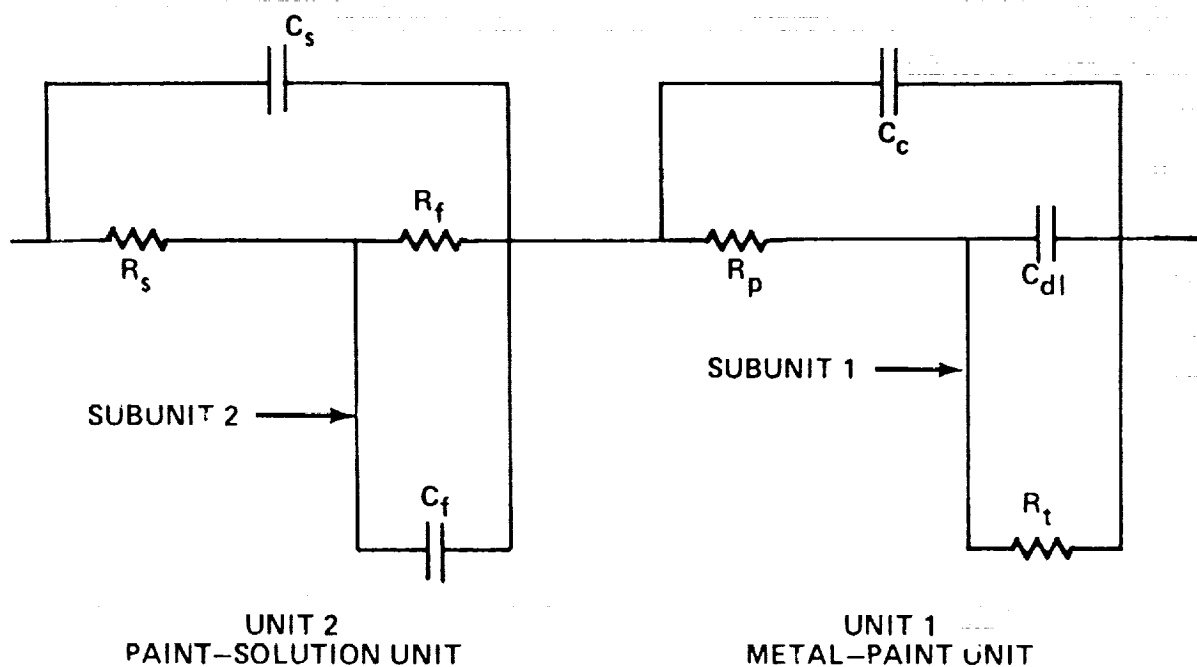 C_s
R_f
R_s
SUBUNIT 2
C_f
UNIT 2
PAINT–SOLUTION UNIT
C_c
R_p
C_dl
SUBUNIT 1
R_t
UNIT 1
METAL–PAINT UNIT